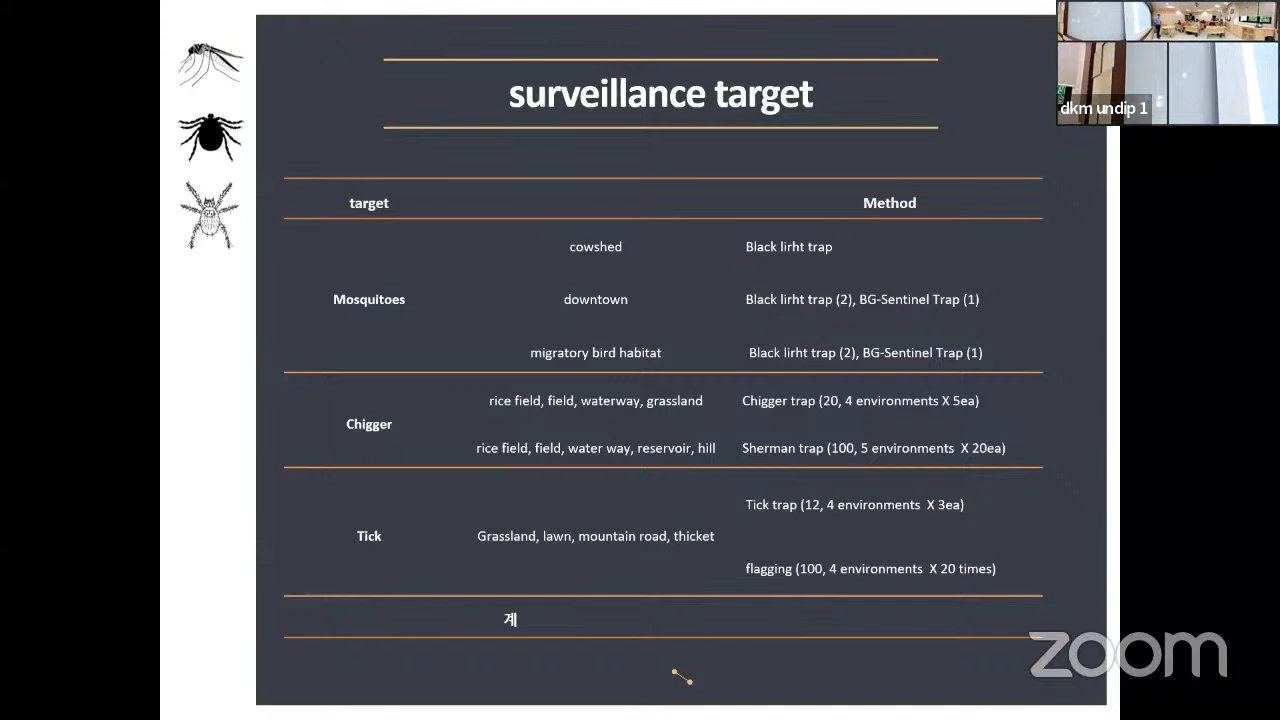 surveillance target
dkm undip 1
target Method
cowshed Black lirht trap
Mosquitoes downtown Black lirht trap (2), BG-Sentinel Trap (1)
migratory bird habitat Black lirht trap (2), BG-Sentinel Trap (1)
rice field, field, waterway, grassland Chigger trap (20, 4 environments X 5ea)
Chigger
rice field, field, water way, reservoir, hill Sherman trap (100, 5 environments X 20ea)
Tick trap (12, 4 environments X 3ea)
Tick Grassland, lawn, mountain road, thicket
flagging (100, 4 environments X 20 times)
계
zoom